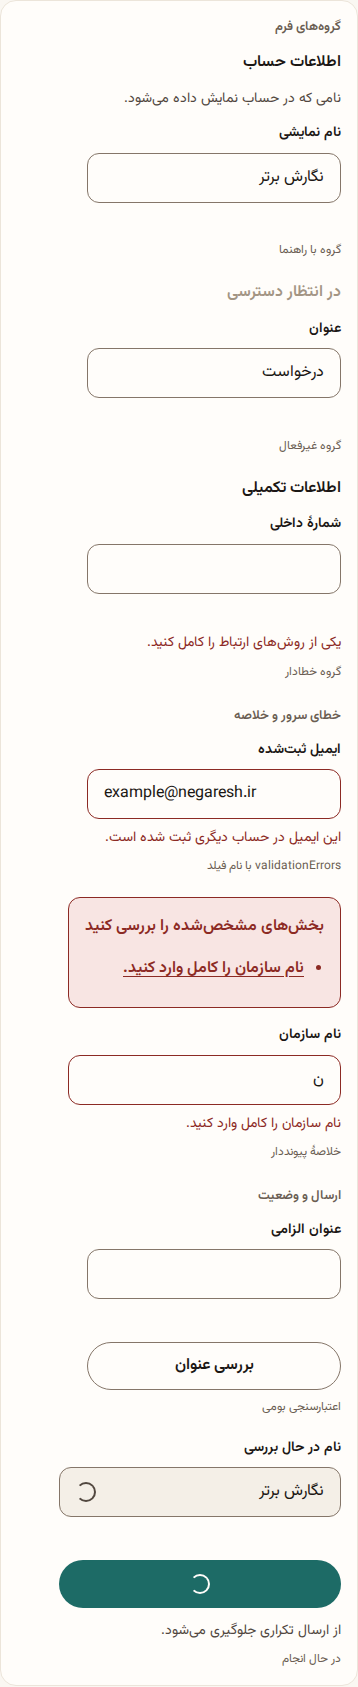 گروه‌های فرم
اطلاعات حساب
نامی که در حساب نمایش داده می‌شود.
نام نمایشی
نگارش برتر
گروه با راهنما
در انتظار دسترسی
عنوان
درخواست
گروه غیرفعال
اطلاعات تکمیلی
شمارهٔ داخلی
یکی از روش‌های ارتباط را کامل کنید.
گروه خطادار
خطای سرور و خلاصه
ایمیل ثبت‌شده
example@negaresh.ir
این ایمیل در حساب دیگری ثبت شده است.
validationErrors با نام فیلد
بخش‌های مشخص‌شده را بررسی کنید
• نام سازمان را کامل وارد کنید.
نام سازمان
ن
نام سازمان را کامل وارد کنید.
خلاصهٔ پیونددار
ارسال و وضعیت
عنوان الزامی
بررسی عنوان
اعتبارسنجی بومی
نام در حال بررسی
نگارش برتر
از ارسال تکراری جلوگیری می‌شود.
در حال انجام